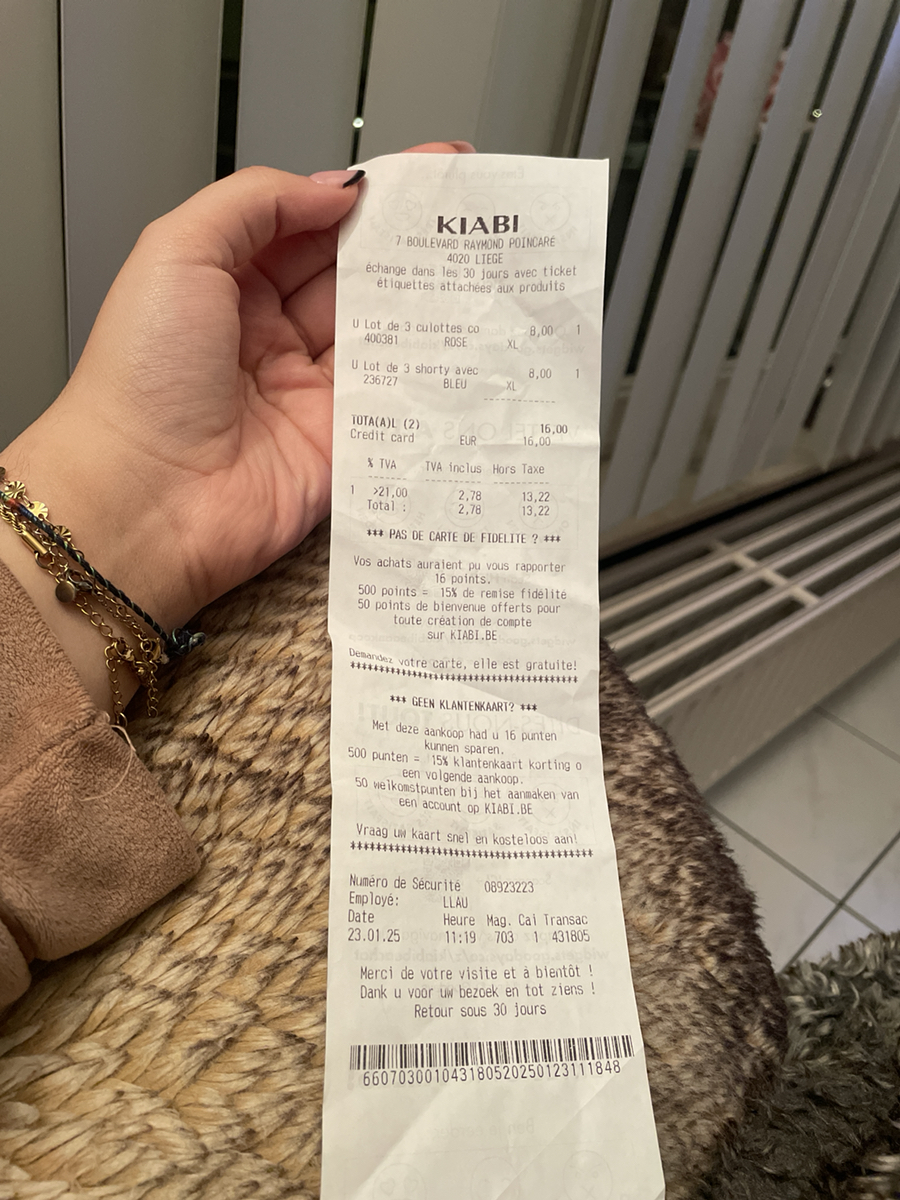 KIABI
7 BOULEVARD RAYMOND POINCARE
4020 LIEGE
échange dans les 30 jours avec ticket
étiquettes attachées aux produits
U Lot de 3 culottes co 8,00 1
400381 ROSE XL
U Lot de 3 shorty avec 8,00 1
236727 BLEU XL
------------
TOTA(A)L (2) 16,00
Credit card EUR 16,00
% TVA TVA inclus Hors Taxe
------ ---------- ----------
1 >21,00 2,78 13,22
Total : 2,78 13,22
*** PAS DE CARTE DE FIDELITE ? ***
Vos achats auraient pu vous rapporter
16 points.
500 points = 15% de remise fidélité
50 points de bienvenue offerts pour
toute création de compte
sur KIABI.BE
Demandez votre carte, elle est gratuite!
****************************************
*** GEEN KLANTENKAART? ***
Met deze aankoop had u 16 punten
kunnen sparen.
500 punten = 15% klantenkaart korting o
een volgende aankoop.
50 welkomstpunten bij het aanmaken van
een account op KIABI.BE
Vraag uw kaart snel en kosteloos aan!
****************************************
Numéro de Sécurité 08923223
Employé: LLAU
Date Heure Mag. Cai Transac
23.01.25 11:19 703 1 431805
Merci de votre visite et à bientôt !
Dank u voor uw bezoek en tot ziens !
Retour sous 30 jours
660703001043180520250123111848